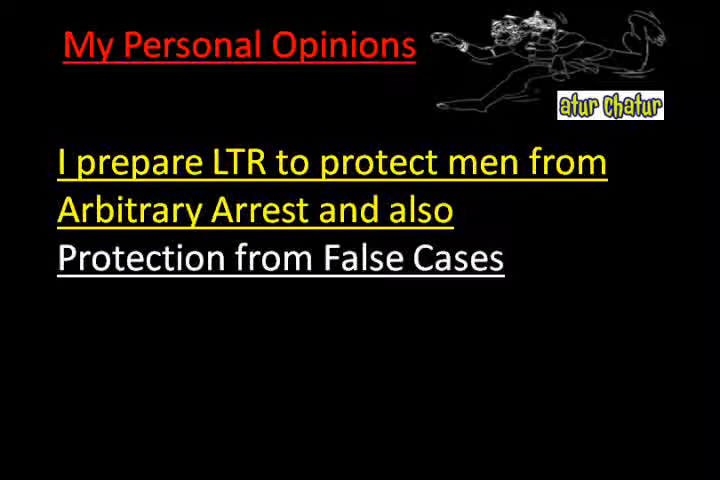 My Personal Opinions
atur chatur
I prepare LTR to protect men from
Arbitrary Arrest and also
Protection from False Cases